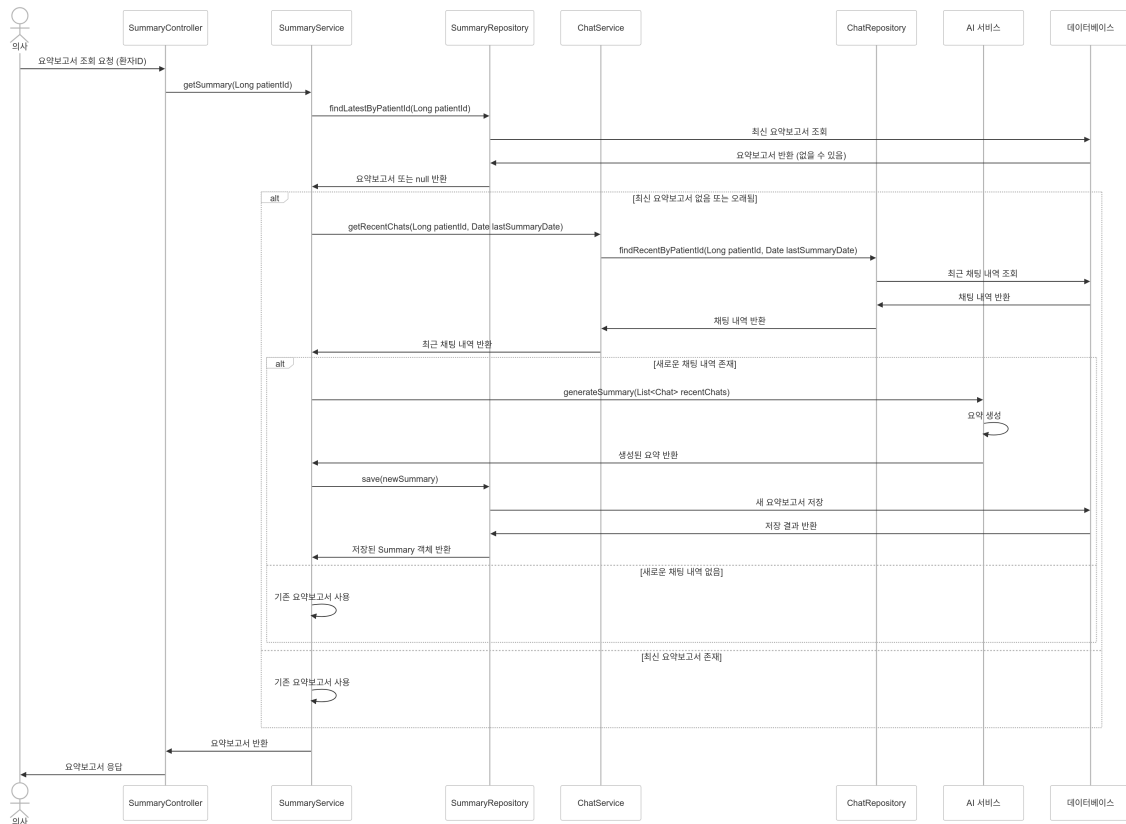 SummaryController
SummaryService
SummaryRepository
ChatService
ChatRepository
AI 서비스
데이터베이스
의사
요약보고서 조회 요청 (환자ID)
getSummary(Long patientId)
findLatestByPatientId(Long patientId)
최신 요약보고서 조회
요약보고서 반환 (없을 수 있음)
요약보고서 또는 null 반환
alt
[최신 요약보고서 없음 또는 오래됨]
getRecentChats(Long patientId, Date lastSummaryDate)
findRecentByPatientId(Long patientId, Date lastSummaryDate)
최근 채팅 내역 조회
채팅 내역 반환
채팅 내역 반환
최근 채팅 내역 반환
alt
[새로운 채팅 내역 존재]
generateSummary(List<Chat> recentChats)
요약 생성
생성된 요약 반환
save(newSummary)
새 요약보고서 저장
저장 결과 반환
저장된 Summary 객체 반환
[새로운 채팅 내역 없음]
기존 요약보고서 사용
[최신 요약보고서 존재]
기존 요약보고서 사용
요약보고서 반환
요약보고서 응답
SummaryController
SummaryService
SummaryRepository
ChatService
ChatRepository
AI 서비스
데이터베이스
의사